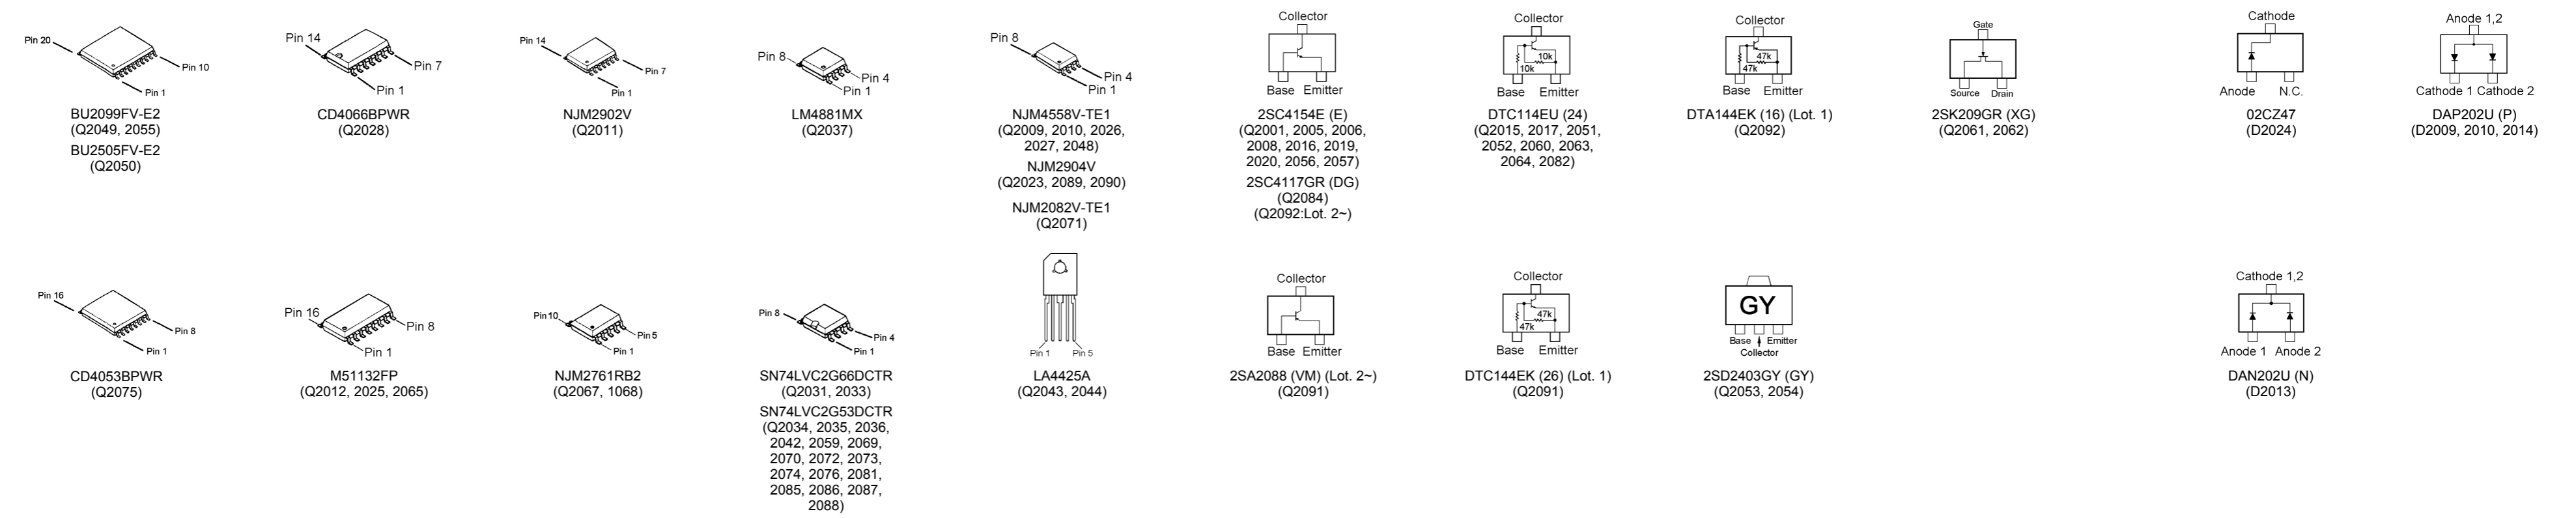 Pin 20
Pin 10
Pin 1
BU2099FV-E2
(Q2049, 2055)
BU2505FV-E2
(Q2050)
Pin 14
Pin 7
Pin 1
CD4066BPWR
(Q2028)
Pin 14
Pin 7
Pin 1
NJM2902V
(Q2011)
Pin 8
Pin 4
Pin 1
LM4881MX
(Q2037)
Pin 8
Pin 4
Pin 1
NJM4558V-TE1
(Q2009, 2010, 2026,
2027, 2048)
NJM2904V
(Q2023, 2089, 2090)
NJM2082V-TE1
(Q2071)
Collector
Base Emitter
2SC4154E (E)
(Q2001, 2005, 2006,
2008, 2016, 2019,
2020, 2056, 2057)
2SC4117GR (DG)
(Q2084)
(Q2092:Lot. 2~)
Collector
10k
10k
Base Emitter
DTC114EU (24)
(Q2015, 2017, 2051,
2052, 2060, 2063,
2064, 2082)
Collector
47k
47k
Base Emitter
DTA144EK (16) (Lot. 1)
(Q2092)
Gate
Source Drain
2SK209GR (XG)
(Q2061, 2062)
Cathode
Anode N.C.
02CZ47
(D2024)
Anode 1,2
Cathode 1 Cathode 2
DAP202U (P)
(D2009, 2010, 2014)
Pin 16
Pin 8
Pin 1
CD4053BPWR
(Q2075)
Pin 16
Pin 8
Pin 1
M51132FP
(Q2012, 2025, 2065)
Pin10
Pin 5
Pin 1
NJM2761RB2
(Q2067, 1068)
Pin 8
Pin 4
Pin 1
SN74LVC2G66DCTR
(Q2031, 2033)
SN74LVC2G53DCTR
(Q2034, 2035, 2036,
2042, 2059, 2069,
2070, 2072, 2073,
2074, 2076, 2081,
2085, 2086, 2087,
2088)
Pin 1 Pin 5
LA4425A
(Q2043, 2044)
Collector
Base Emitter
2SA2088 (VM) (Lot. 2~)
(Q2091)
Collector
47k
47k
Base Emitter
DTC144EK (26) (Lot. 1)
(Q2091)
GY
Base Emitter
Collector
2SD2403GY (GY)
(Q2053, 2054)
Cathode 1,2
Anode 1 Anode 2
DAN202U (N)
(D2013)